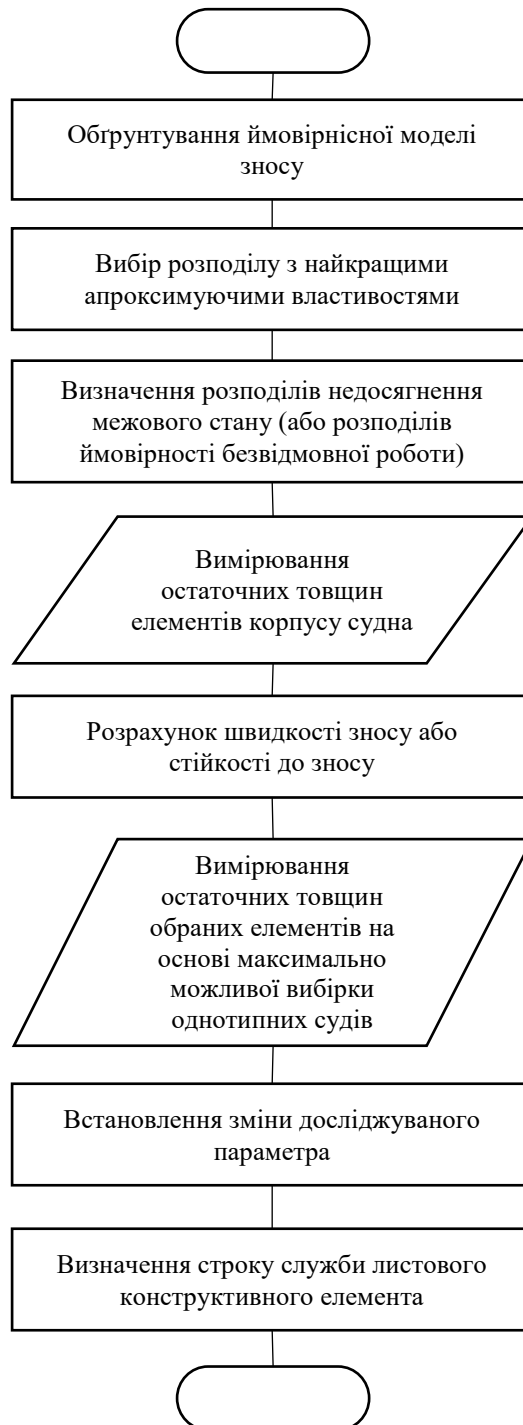 Обґрунтування ймовірнісної моделі
зносу
Вибір розподілу з найкращими
апроксимуючими властивостями
Визначення розподілів недосягнення
межового стану (або розподілів
ймовірності безвідмовної роботи)
Вимірювання
остаточних товщин
елементів корпусу судна
Розрахунок швидкості зносу або
стійкості до зносу
Вимірювання
остаточних товщин
обраних елементів на
основі максимально
можливої вибірки
однотипних судів
Встановлення зміни досліджуваного
параметра
Визначення строку служби листового
конструктивного елемента